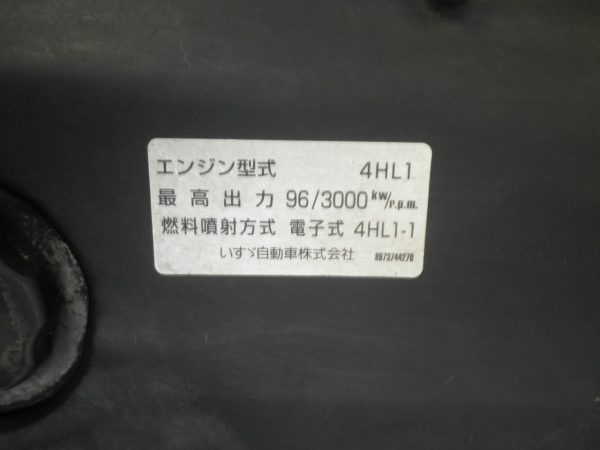 エンジン型式 4HL1
最高出力 96/3000 kW/r.p.m.
燃料噴射方式 電子式 4HL1-1
いすゞ自動車株式会社 8973744270